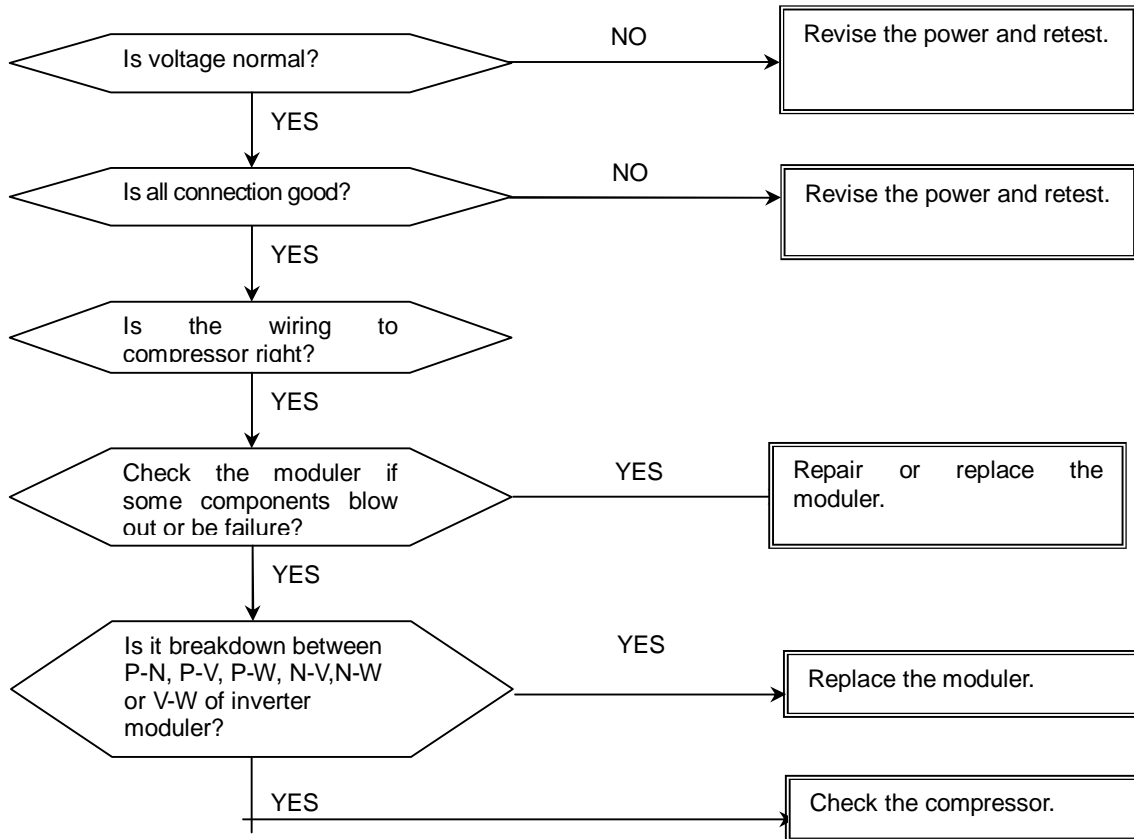 Is voltage normal?
NO
Revise the power and retest.
YES
Is all connection good?
NO
Revise the power and retest.
YES
Is the wiring to
compressor right?
YES
Check the moduler if
some components blow
out or be failure?
YES
Repair or replace the
moduler.
YES
Is it breakdown between
P-N, P-V, P-W, N-V,N-W
or V-W of inverter
moduler?
YES
Replace the moduler.
YES
Check the compressor.